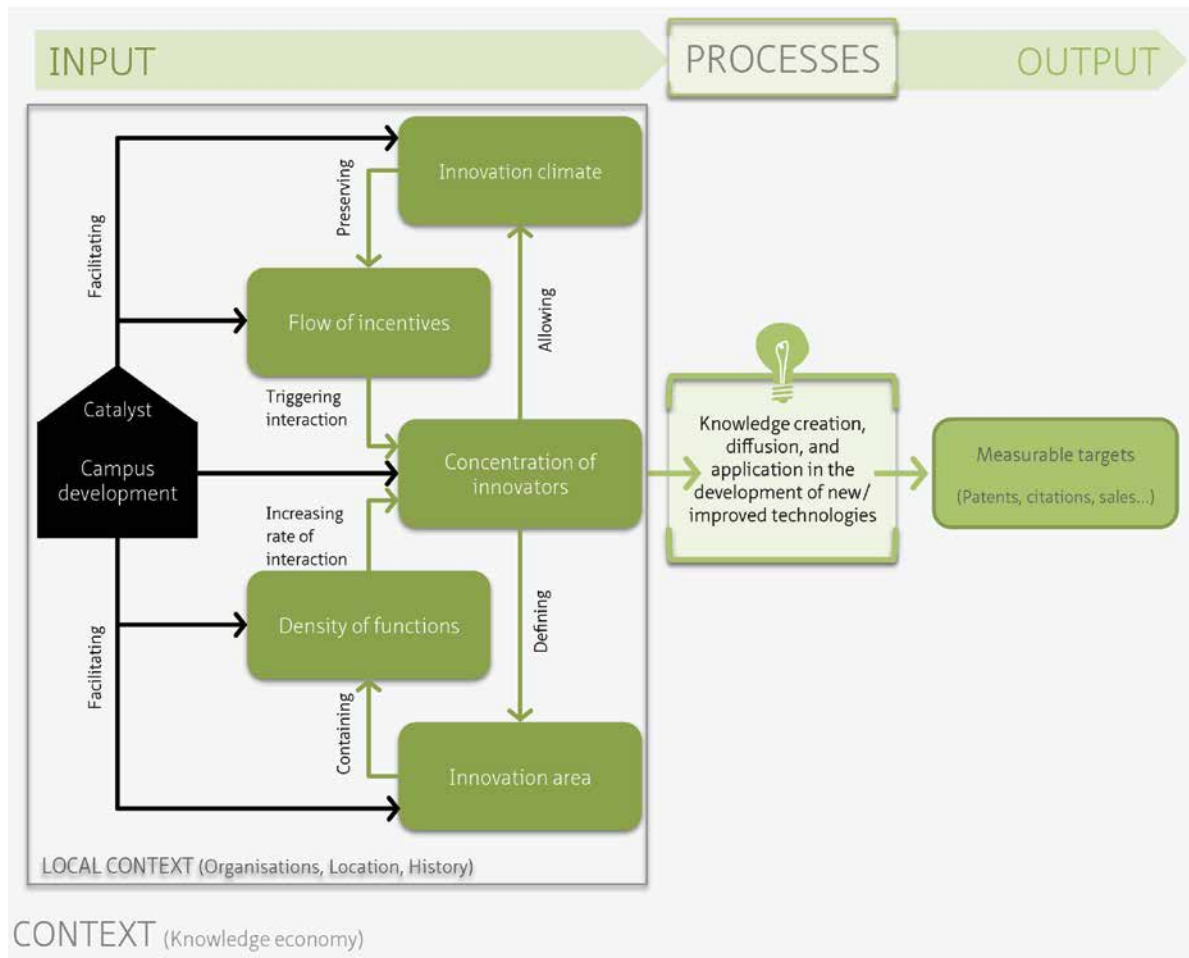 INPUT
PROCESSES
OUTPUT
Innovation climate
Preserving
Facilitating
Flow of incentives
Allowing
Triggering
interaction
Catalyst
Campus
development
Concentration of
innovators
Knowledge creation,
diffusion, and
application in the
development of new/
improved technologies
Measurable targets
(Patents, citations, sales...)
Increasing
rate of
interaction
Density of functions
Defining
Facilitating
Containing
Innovation area
LOCAL CONTEXT (Organisations, Location, History)
CONTEXT (Knowledge economy)